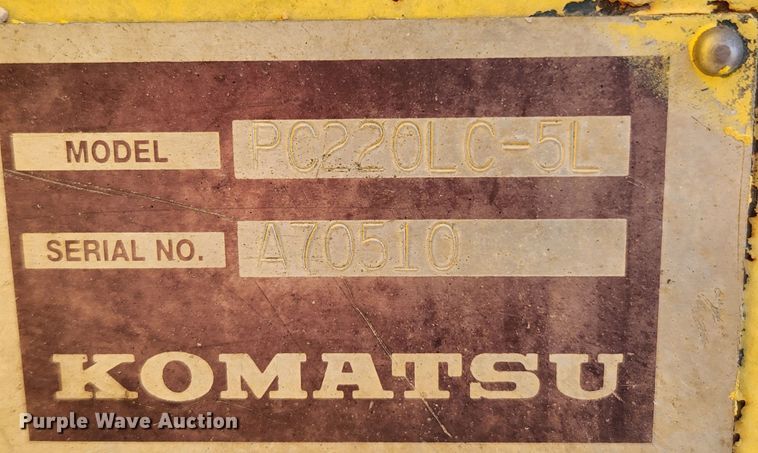 MODEL PC220LC-5L
SERIAL NO. A70510
KOMATSU
Purple Wave Auction